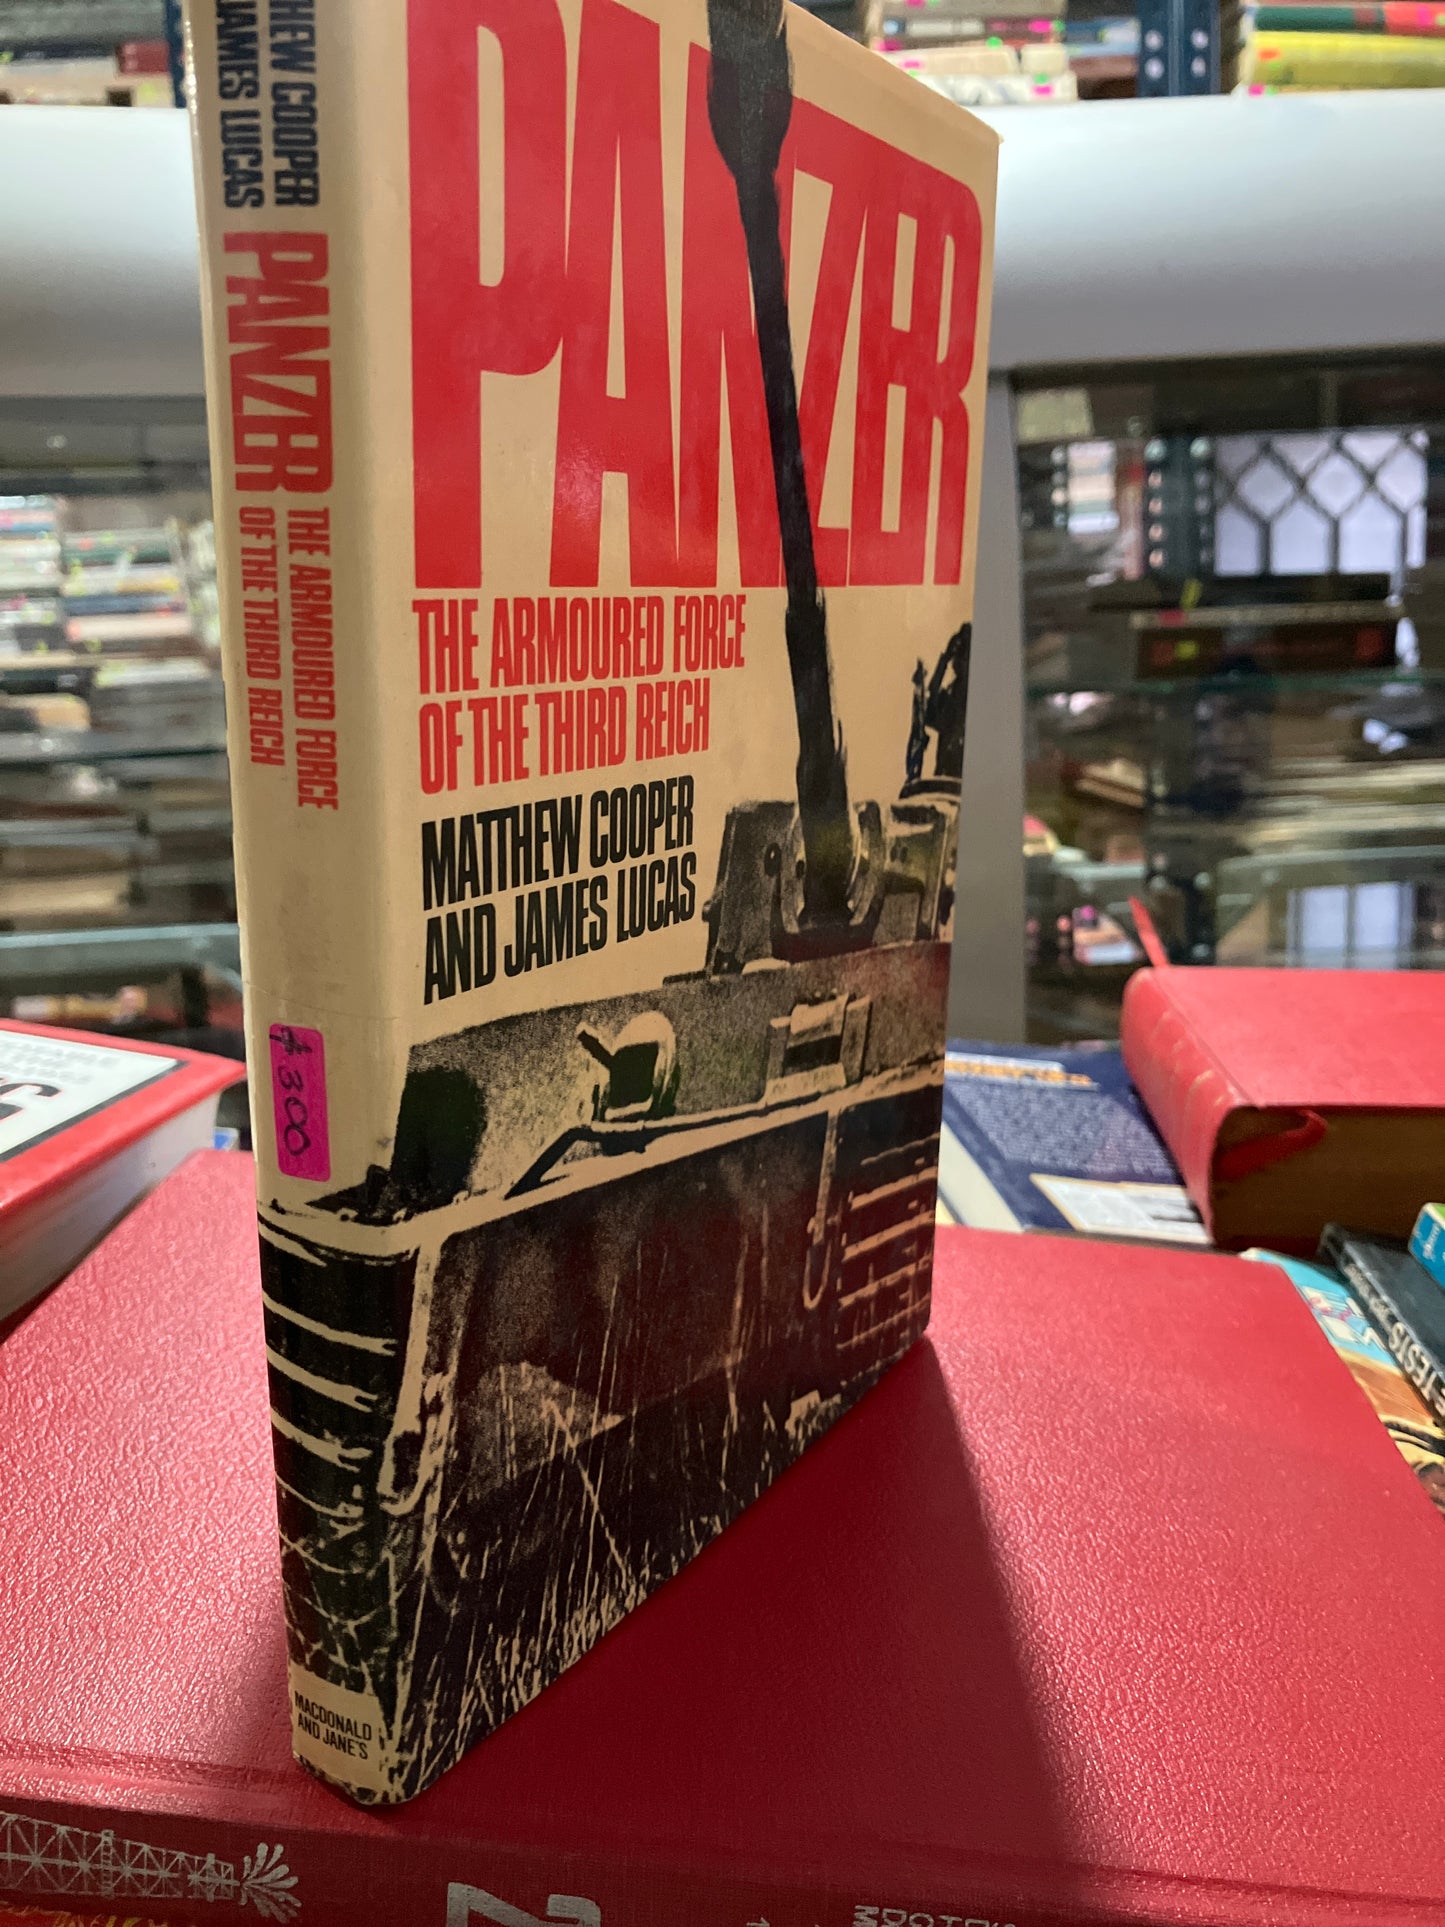 PANZER
THE ARMOURED FORCE
OF THE THIRD REICH
MATTHEW COOPER
AND JAMES LUCAS
HEW COOPER
JAMES LUCAS
PANZER
THE ARMOURED FORCE
OF THE THIRD REICH
300
MACDONALD
AND JANE'S
2